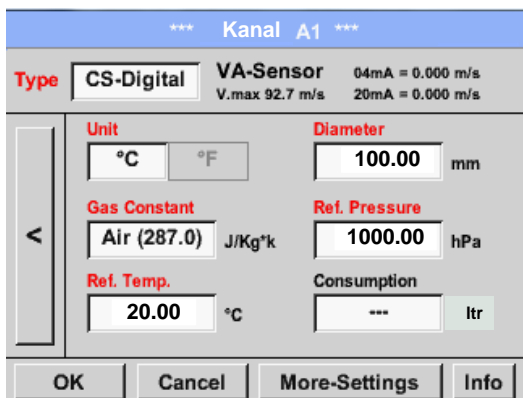 *** Kanal A1 ***
Type CS-Digital VA-Sensor 04mA = 0.000 m/s
V.max 92.7 m/s 20mA = 0.000 m/s
Unit Diameter
°C °F 100.00 mm
Gas Constant Ref. Pressure
< Air (287.0) J/Kg*k 1000.00 hPa
Ref. Temp. Consumption
20.00 °C --- ltr
OK Cancel More-Settings Info